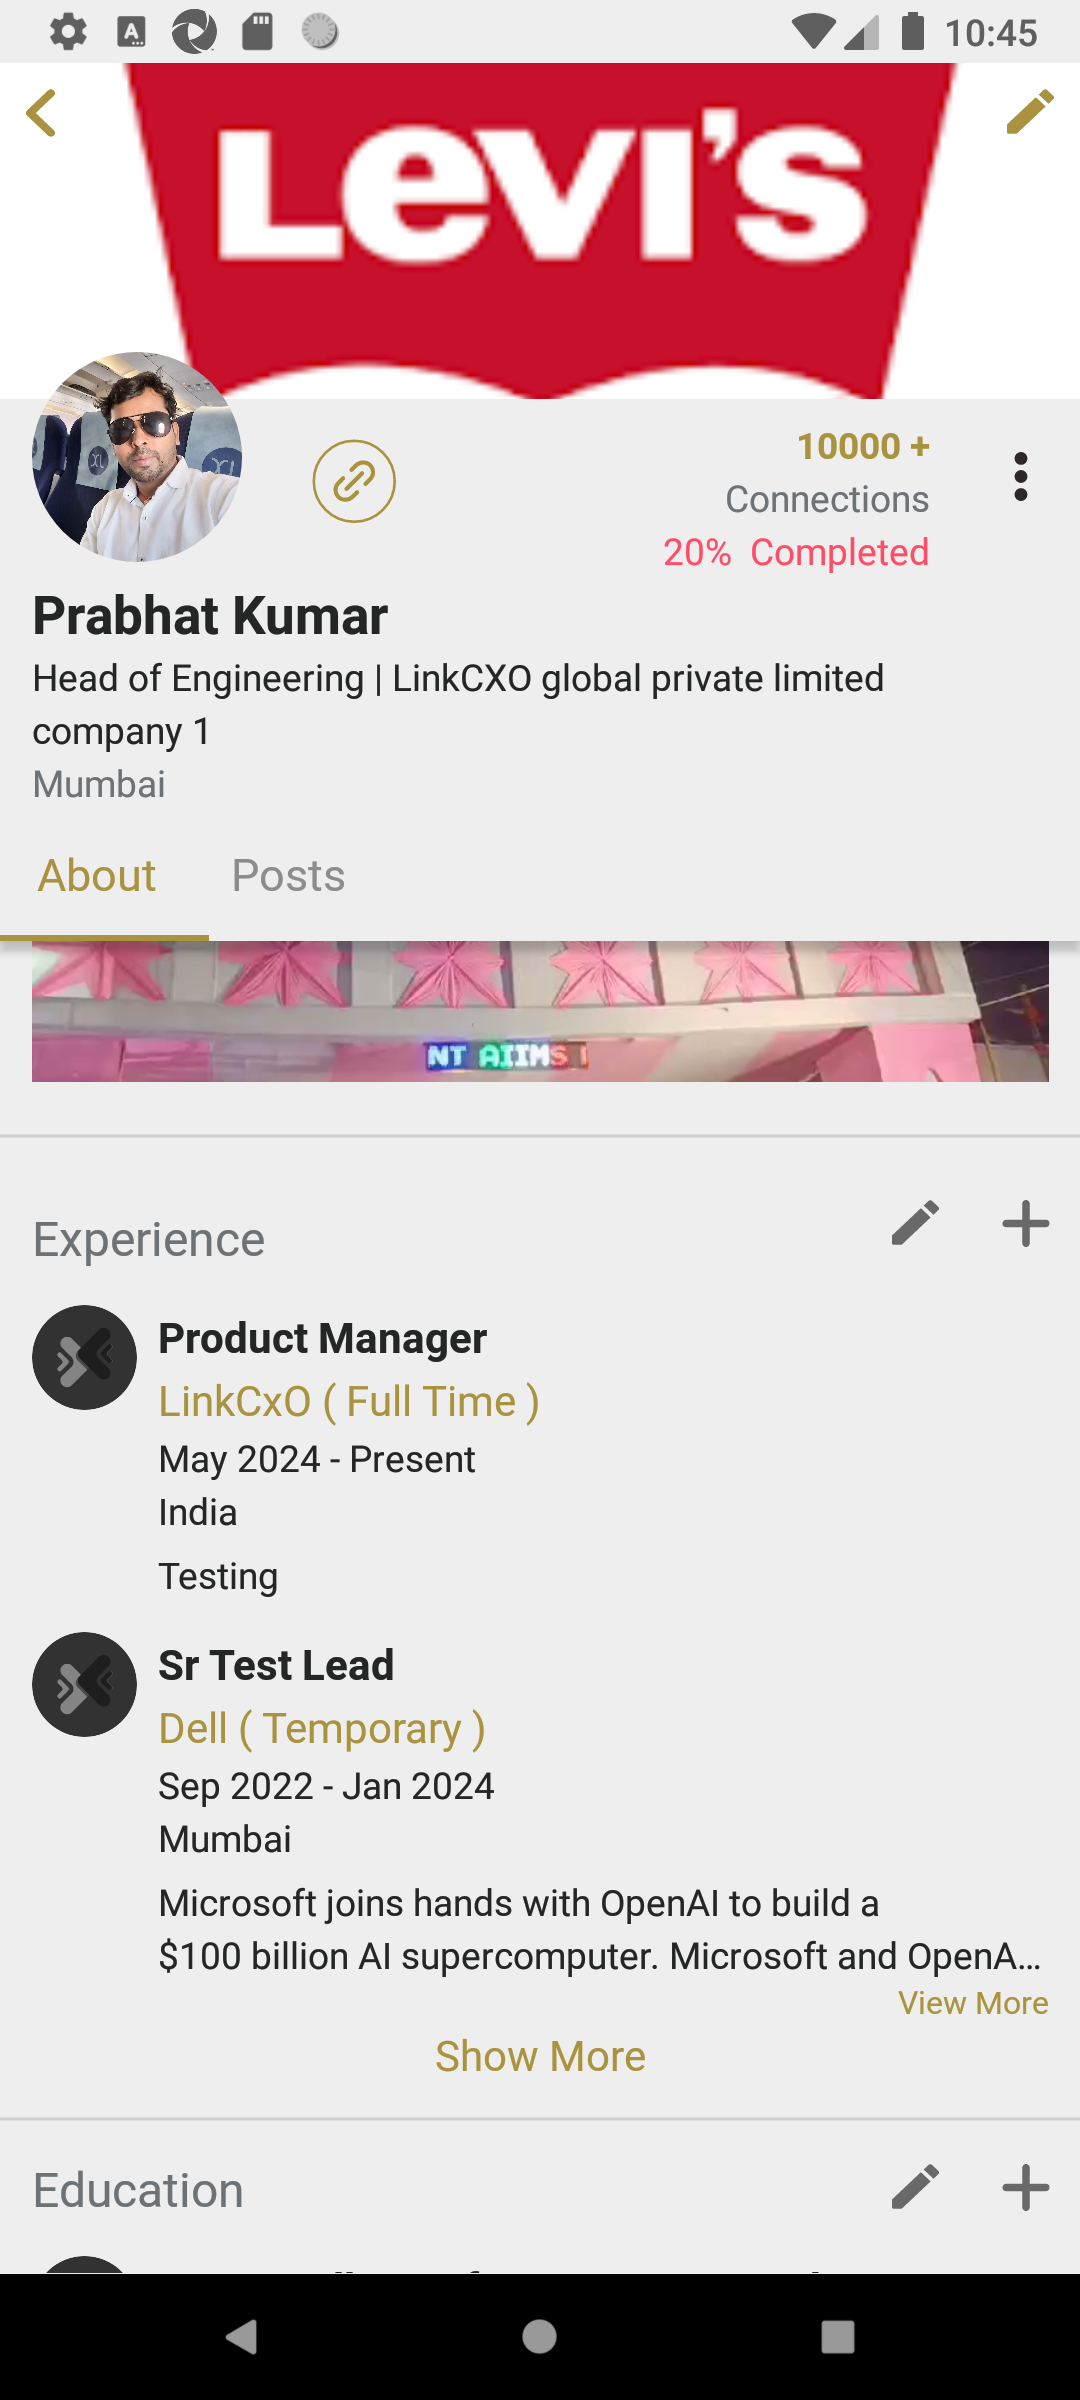 10:45
Levi's
10000 +
Connections
20% Completed
Prabhat Kumar
Head of Engineering | LinkCXO global private limited
company 1
Mumbai
About
Posts
NT AIIMS
Experience
Product Manager
LinkCxO ( Full Time )
May 2024 - Present
India
Testing
Sr Test Lead
Dell ( Temporary )
Sep 2022 - Jan 2024
Mumbai
Microsoft joins hands with OpenAI to build a
$100 billion AI supercomputer. Microsoft and OpenA...
View More
Show More
Education